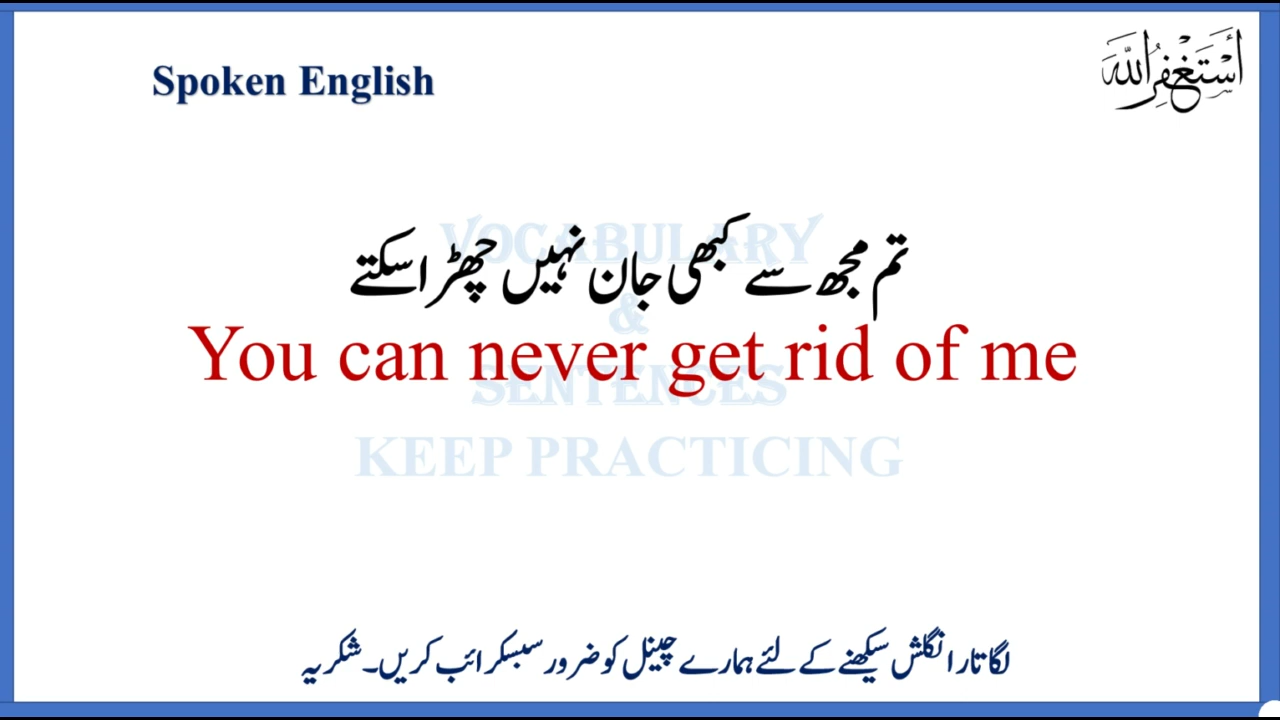 Spoken English
أَسْتَغْفِرُ اللّٰه
تم مجھ سے کبھی جان نہیں چھڑا سکتے
You can never get rid of me
VOCABULARY
&
SENTENCES
KEEP PRACTICING
لگاتار انگلش سیکھنے کے لئے ہمارے چینل کو ضرور سبسکرائب کریں۔ شکریہ